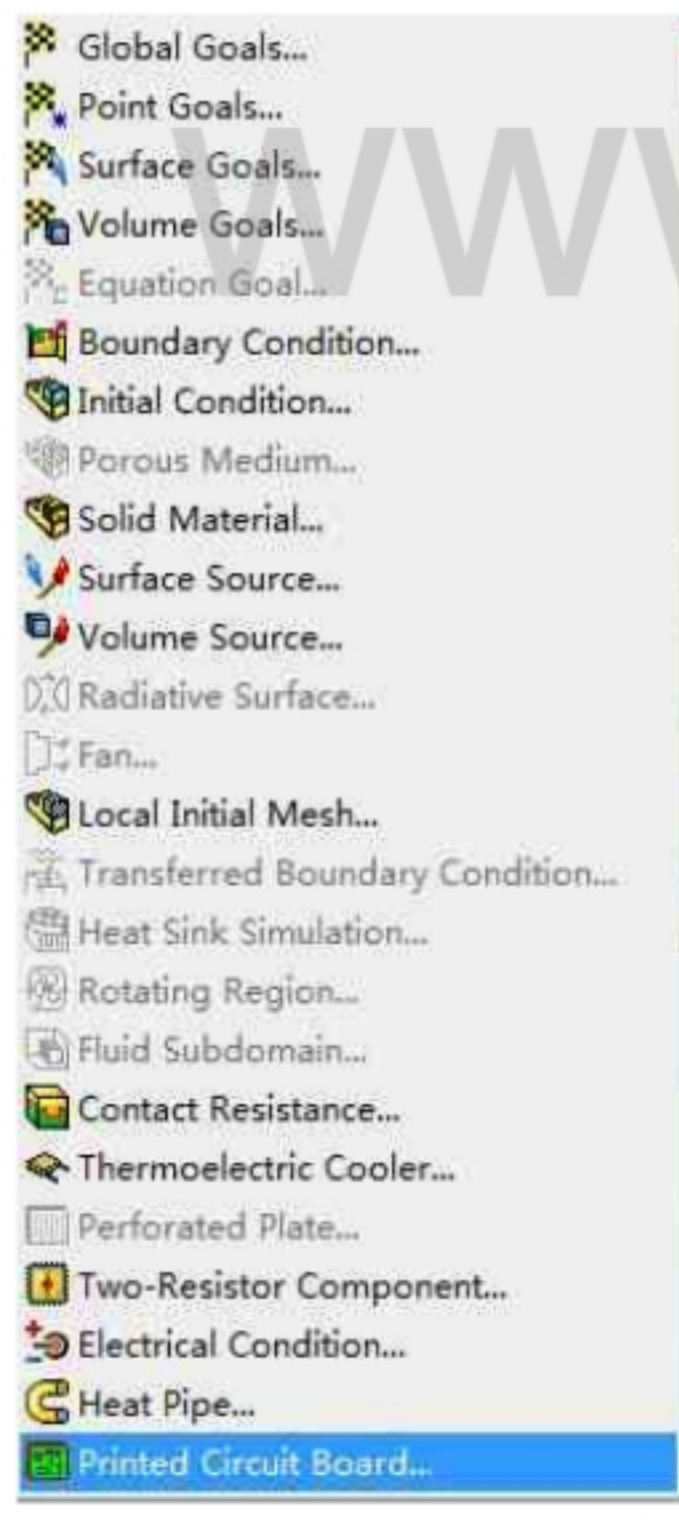 Global Goals...
Point Goals...
Surface Goals...
Volume Goals...
Equation Goal...
Boundary Condition...
Initial Condition...
Porous Medium...
Solid Material...
Surface Source...
Volume Source...
Radiative Surface...
Fan...
Local Initial Mesh...
Transferred Boundary Condition...
Heat Sink Simulation...
Rotating Region...
Fluid Subdomain...
Contact Resistance...
Thermoelectric Cooler...
Perforated Plate...
Two-Resistor Component...
Electrical Condition...
Heat Pipe...
Printed Circuit Board...